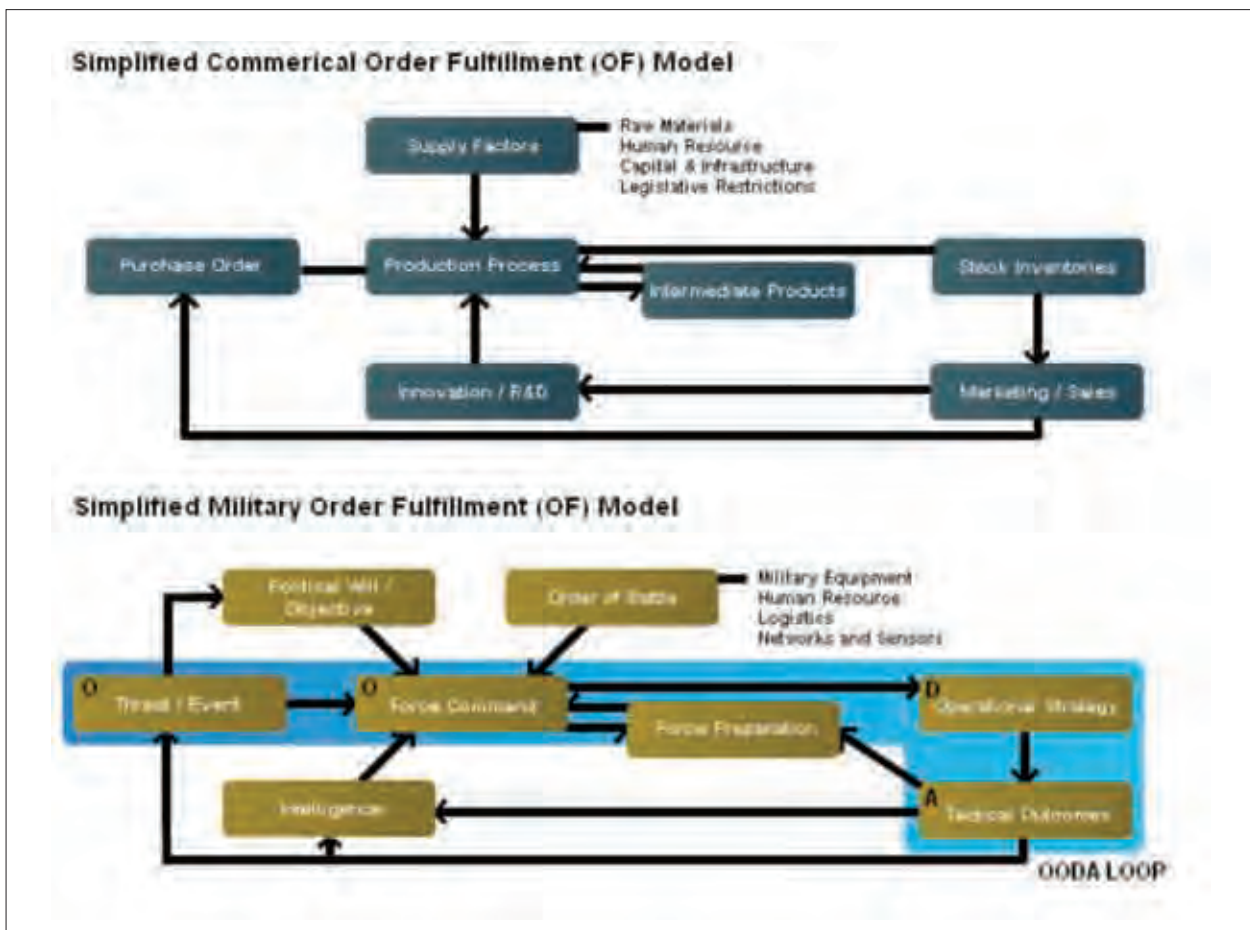 Simplified Commerical Order Fulfillment (OF) Model
Supply Factors
Raw Materials
Human Resource
Capital & Infrastructure
Legislative Restrictions
Purchase Order
Production Process
Intermediate Products
Stock Inventories
Innovation / R&D
Marketing / Sales
Simplified Military Order Fulfillment (OF) Model
Political Will /
Objective
Order of Battle
Military Equipment
Human Resource
Logistics
Networks and Sensors
O
Threat / Event
O
Force Command
Force Preparation
D
Operational Strategy
Intelligence
A
Tactical Outcomes
OODA LOOP